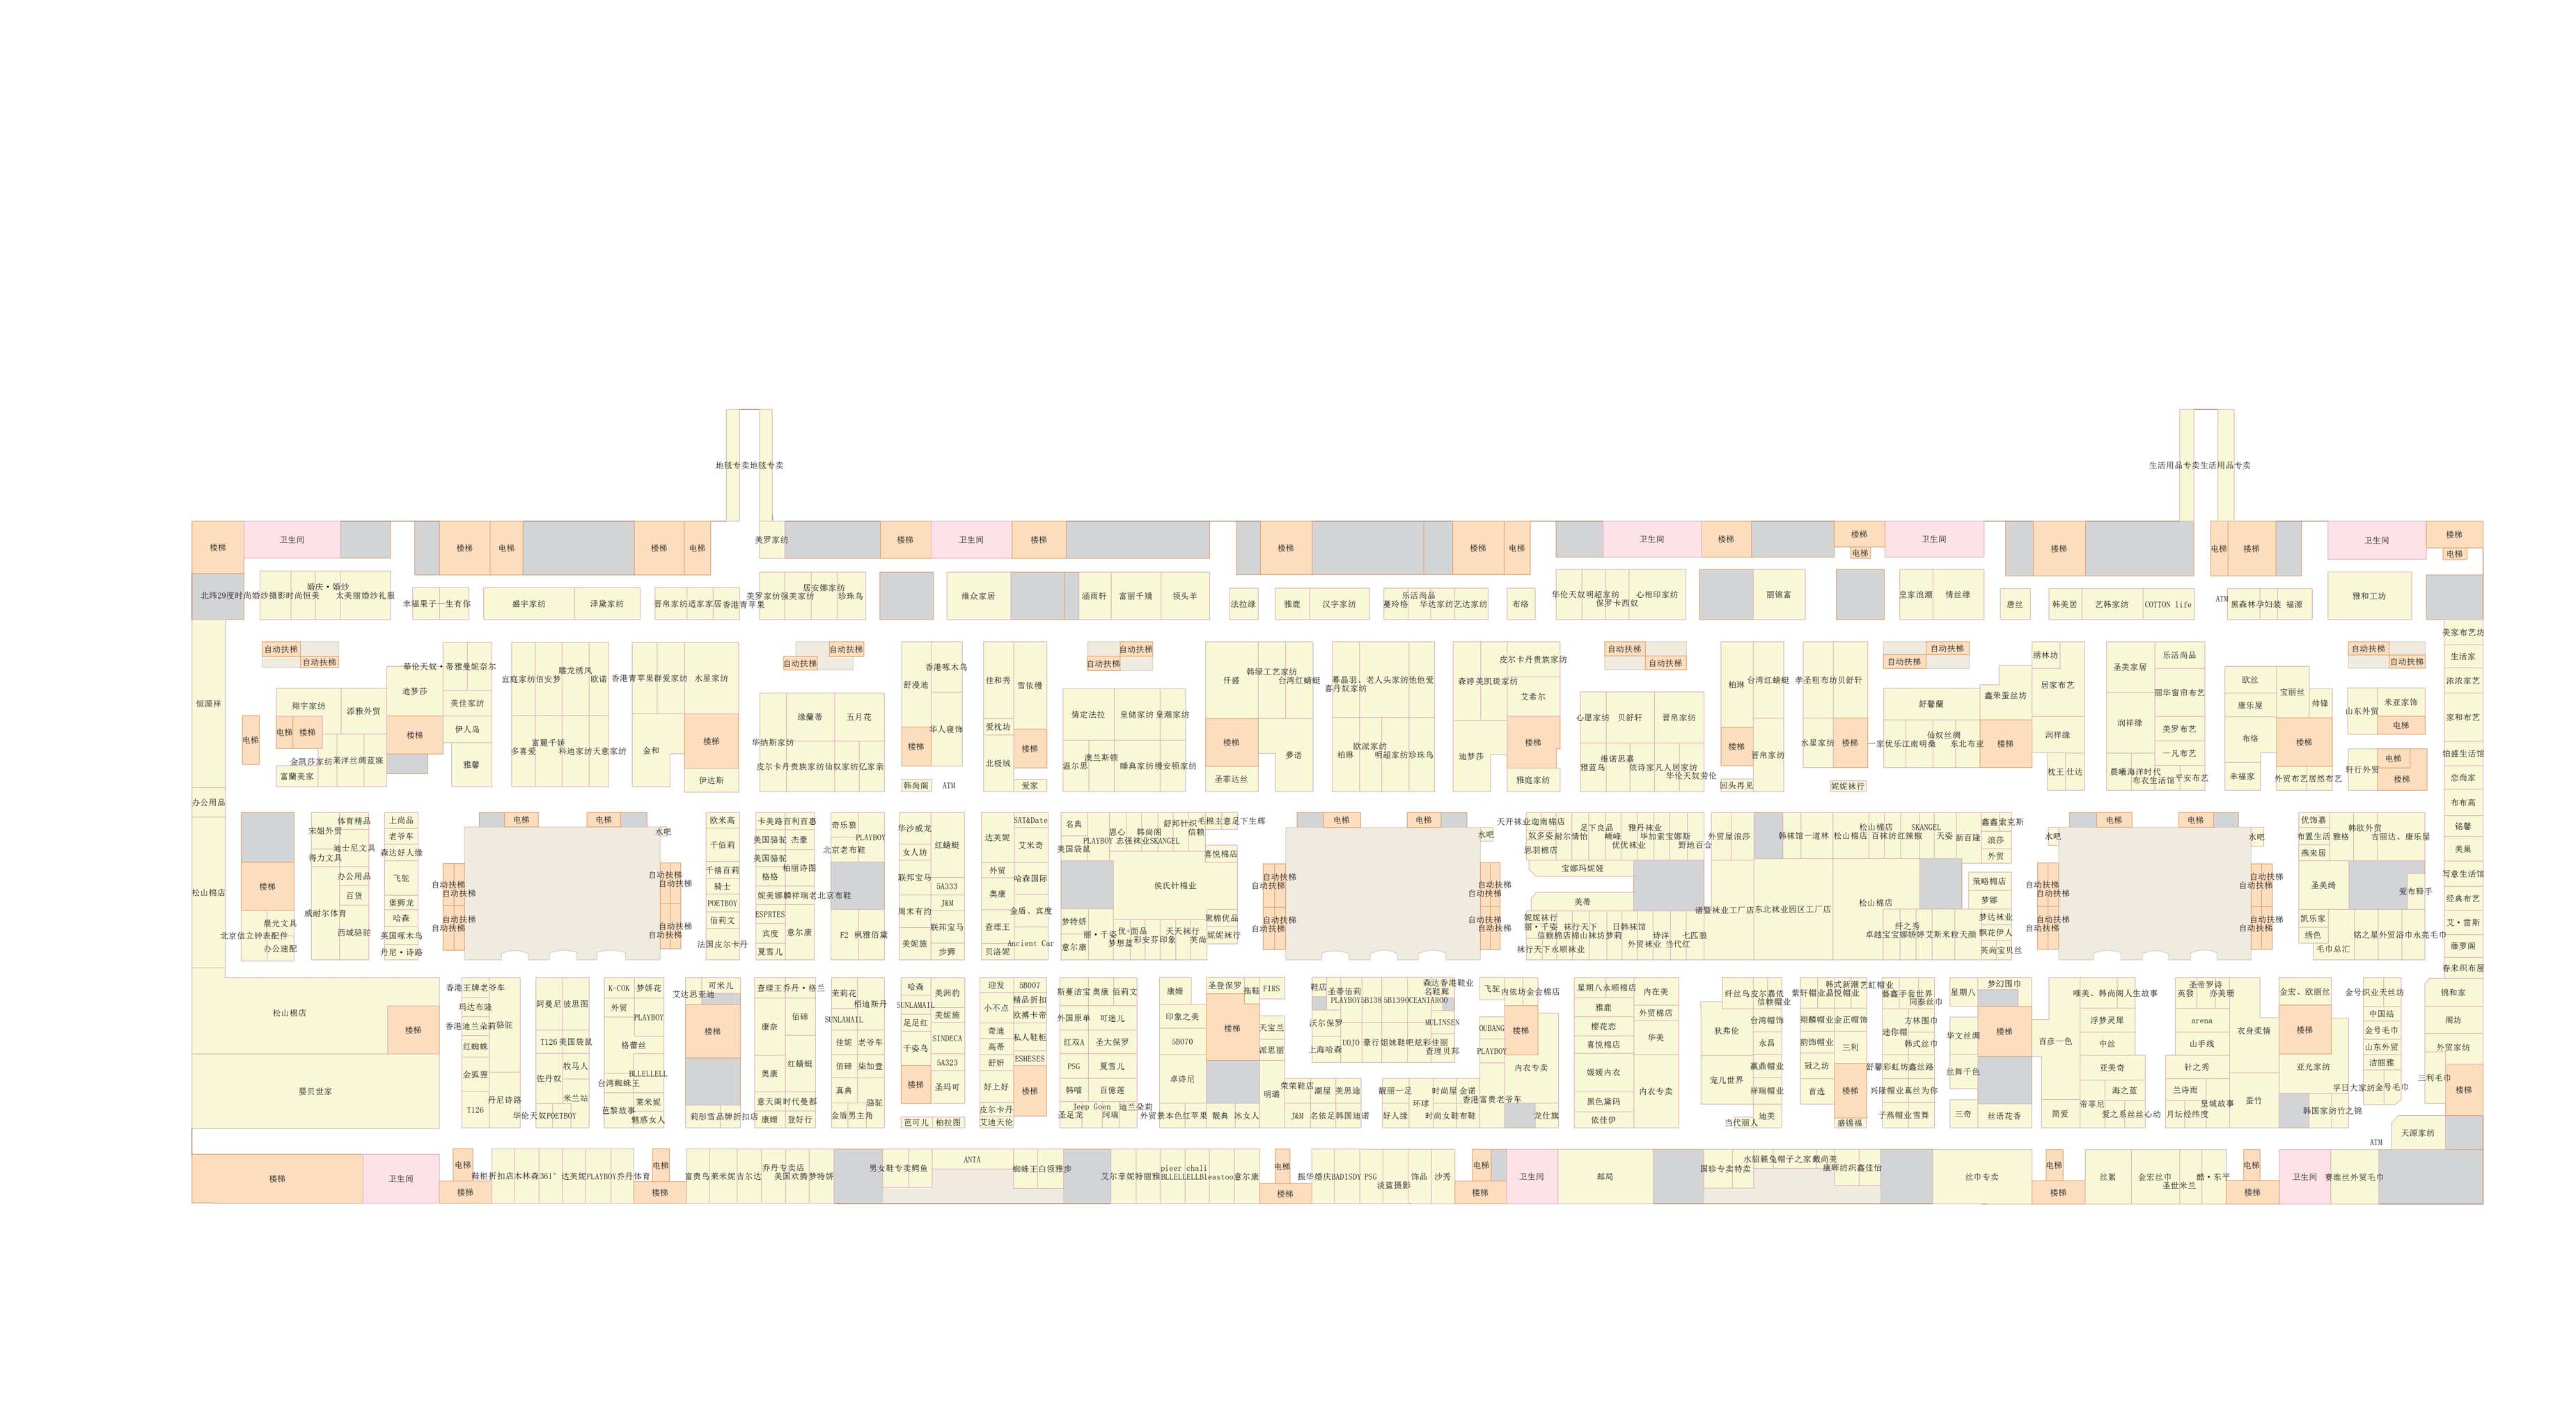 地毯专卖地毯专卖
生活用品专卖生活用品专卖
楼梯
卫生间
楼梯
电梯
楼梯
电梯
美罗家纺
楼梯
卫生间
楼梯
楼梯
楼梯
电梯
卫生间
楼梯
楼梯
电梯
卫生间
楼梯
电梯
楼梯
卫生间
楼梯
电梯
北纬29度时尚婚纱摄影时尚恒美
婚庆·婚纱
太美丽婚纱礼服
幸福果子一生有你
盛宇家纺
泽黛家纺
晋帛家纺适家家居香港青苹果
美罗家纺强美家纺
居安娜家纺
珍珠鸟
维众家居
涵雨轩
富丽千矯
领头羊
法拉缘
雅鹿
汉字家纺
乐活尚品
蔓玲格
华达家纺艺达家纺
布络
华伦天奴明超家纺
保罗卡西奴
心相印家纺
丽锦富
皇家浪潮
情丝缘
唐丝
韩美居
艺韩家纺
COTTON life
ATM
黑森林孕妇装
福源
雅和工坊
美家布艺坊
生活家
浓浓家艺
家和布艺
铂盛生活馆
恋尚家
布布高
铭馨
美巢
写意生活馆
经典布艺
艾·雷斯
藤萝阁
春来织布屋
恒源祥
办公用品
松山棉店
自动扶梯
自动扶梯
翔宇家纺
添雅外贸
电梯
电梯
楼梯
金凯莎家纺
莱洋丝绸蓝寐
富蘭美家
華伦天奴·蒂雅曼妮奈尔
迪梦莎
美佳家纺
伊人岛
楼梯
雅馨
宜庭家纺佰安梦
雕龙绣凤
欧诺
多喜爱
富麗千娇
科迪家纺天意家纺
香港青苹果群爱家纺
水星家纺
金和
楼梯
伊达斯
自动扶梯
自动扶梯
缘蘭蒂
五月花
华纳斯家纺
皮尔卡丹贵族家纺仙奴家纺亿家亲
舒漫迪
香港啄木鸟
华人寝饰
楼梯
韩尚阁
ATM
佳和秀
雪依漫
爱枕坊
北极绒
楼梯
爱家
自动扶梯
自动扶梯
情定法拉
皇储家纺
皇潮家纺
温尔思
澳兰斯顿
睡典家纺缦安顿家纺
仟盛
韩绿工艺家纺
台湾红蜻蜓
楼梯
夢语
圣菲达丝
幕品羽、老人头家纺他他爱
喜丹奴家纺
柏琳
欧派家纺
明超家纺珍珠鸟
森婷美凯珑家纺
皮尔卡丹贵族家纺
艾希尔
楼梯
迪梦莎
雅庭家纺
自动扶梯
自动扶梯
心愿家纺
贝舒轩
晋帛家纺
维诺思嘉
雅蓝鸟
依诗家凡人居家纺
华伦天奴劳伦
柏琳
台湾红蜻蜓
楼梯
晋帛家纺
回头再见
孝圣粗布坊贝舒轩
水星家纺
楼梯
妮妮袜行
自动扶梯
自动扶梯
舒馨蘭
鑫荣蚕丝坊
仙奴丝绸
一家优乐江南明桑
东北布亚
楼梯
绣林坊
居家布艺
润祥缘
枕王
仕达
圣美家居
乐活尚品
丽华窗帘布艺
润祥缘
美罗布艺
一凡布艺
晨曦海洋时代
布衣生活馆
平安布艺
欧丝
康乐屋
宝丽丝
帅锋
布络
楼梯
幸福家
外贸布艺居然布艺
自动扶梯
自动扶梯
山东外贸
米亚家饰
电梯
轩行外贸
电梯
楼梯
楼梯
晨光文具
北京信立钟表配件
办公速配
体育精品
宋姐外贸
迪士尼文具
得力文具
办公用品
百货
威耐尔体育
西域骆驼
上尚品
老爷车
森达好人缘
飞鸵
堡狮龙
哈森
英国啄木鸟
丹尼·诗路
电梯
电梯
水吧
自动扶梯
自动扶梯
自动扶梯
自动扶梯
自动扶梯
自动扶梯
自动扶梯
自动扶梯
欧米高
千佰莉
千禧百莉
骑士
POETBOY
佰莉文
法国皮尔卡丹
卡美路百利百惠
美国骆驼
杰豪
美国骆驼
柏丽诗图
格格
妮美娜麟祥瑞老北京布鞋
ESPRTES
宾度
意尔康
夏雪儿
奇乐狼
PLAYBOY
北京老布鞋
F2
枫雅佰黛
华沙威龙
红蜻蜓
女人坊
联邦宝马
5A333
J&M
周末有约
联邦宝马
美妮施
步狮
SAT&Date
达芙妮
艾米奇
外贸
哈森国际
奥康
金盾、宾度
查理王
Ancient Car
贝洛妮
名典
美国袋鼠
恩心
韩尚阁
舒邦针织
毛棉主意足下生辉
信赖
PLAYBOY
志强袜业SKANGEL
喜悦棉店
侯氏针棉业
梦特娇
聚棉优品
丽·千姿
优+面品
天天袜行
妮妮袜行
意尔康
梦想蓝
彩安芬印象
芙尚
电梯
电梯
水吧
自动扶梯
自动扶梯
自动扶梯
自动扶梯
自动扶梯
自动扶梯
自动扶梯
自动扶梯
天开袜业迦南棉店
奴多姿
耐尔情怡
足下良品
峰峰
雅丹袜业
毕加索宝娜斯
思羽棉店
优优袜业
野地百合
宝娜玛妮娅
美蒂
妮妮袜行
丽·千姿
袜行天下
日韩袜馆
信赖棉店棉山袜坊梦莉
诗洋
七匹狼
袜行天下水顺袜业
外贸袜业
当代红
外贸屋浪莎
韩袜馆一道林
松山棉店
松山棉店
百袜纺红辣椒
SKANGEL
天姿
新百隆
鑫鑫索克斯
浪莎
外贸
诸暨袜业工厂店东北袜业园区工厂店
松山棉店
策略棉店
梦娜
纤之秀
梦达袜业
卓越宝宝娜娇婷艾斯米粒天颜
飘花伊人
芙尚宝贝丝
水吧
电梯
电梯
水吧
自动扶梯
自动扶梯
自动扶梯
自动扶梯
自动扶梯
自动扶梯
自动扶梯
自动扶梯
优饰嘉
韩欧外贸
布置生活
雅格
吉丽达、康乐屋
燕来居
圣美绮
爱布释手
凯乐家
绣色
铭之星外贸浴巾永亮毛巾
毛巾总汇
松山棉店
楼梯
娶贝世家
香港王牌老爷车
玛达布隆
香港迪兰朵莉
骆驼
红蜘蛛
金狐狸
丹尼诗路
T126
阿曼尼
彼思图
T126
美国袋鼠
牧马人
佐丹奴
米兰站
华伦天奴POETBOY
K-COK
梦娇花
外贸
PLAYBOY
格蕾丝
BLLELLELL
台湾蜘蛛王
莱米妮
芭黎故事
魅惑女人
艾达思亚迪
可米儿
楼梯
莉彤雪品牌折扣店
查理王乔丹·格兰
康奈
佰碲
红蜻蜓
奥康
意天阁时代曼都
康姗
登好行
茉莉花
栢迪斯丹
SUNLAMAIL
佳妮
老爷车
佰碲
柴加壹
真典
骆驼
金盾男主角
哈森
美洲豹
SUNLAMAIL
足足红
美妮施
千姿鸟
SINDECA
5A323
楼梯
圣玛可
芭可儿
柏拉图
迎发
5B007
精品折扣
小不点
欧搏卡帝
奇迪
私人鞋柜
高蒂
舒妍
ESHESES
好上好
楼梯
皮尔卡丹
艾迪天伦
斯蔓洁宝
奥康
佰莉文
外国原单
可迷儿
红双A
圣大保罗
PSG
夏雪儿
韩嘻
百億莲
Jeep Goen
迪兰朵莉
圣足龙
珂瑞
康姗
圣登保罗
拖鞋
FIRS
印象之美
楼梯
天宝兰
5B070
派思丽
卓诗尼
明璐
外贸景本色红苹果
靓典
冰女人
鞋店
圣蒂佰莉
森达香港鞋业
名鞋廊
PLAYBOY5B1385B1390CEANIAROO
沃尔保罗
MULINSEN
上海哈森
UOJO
豪行姐妹鞋吧炫彩佳丽
查理贝邦
荣荣鞋店
潮屋
美思途
J&M
名依足韩国迪诺
靓丽一足
时尚屋
金诺
环球
香港富贵老爷车
好人缘
时尚女鞋布鞋
飞鸵
内依坊金会棉店
OUBANG
楼梯
PLAYBOY
内衣专卖
龙仕旗
星期八永顺棉店
内在美
雅鹿
外贸棉店
樱花恋
华美
喜悦棉店
媛媛内衣
内衣专卖
黑色黛码
依佳伊
纤丝鸟皮尔嘉依
信赖帽业
狄弗伦
台湾帽饰
永昌
宠儿世界
赢鼎帽业
祥瑞帽业
迪美
当代丽人
韩式新潮
艺虹帽业
紫轩帽业品悦帽业
翔麟帽业金正帽饰
韵饰帽业
三利
冠之坊
首选
楼梯
盛锡福
藝鑫手套世界
同泰丝巾
方林围巾
迷你帽
韩式丝巾
舒馨彩虹坊鑫丝路
兴隆帽业真丝为你
子燕帽业雪舞
星期八
梦幻围巾
楼梯
华文丝绸
丝舞千色
三奇
丝语花香
唯美、韩尚阁人生故事
浮梦灵犀
百彦一色
中丝
亚美奇
海之蓝
帝菲尼
简爱
爱之系丝丝心动
圣帝罗诗
英發
亦美珊
arena
衣身柔情
山手线
针之秀
兰诗雨
皇城故事
蚕竹
月坛经纬度
金宏、欧丽丝
楼梯
亚光家纺
韩国家纺竹之锦
金号织业天丝坊
中国结
金号毛巾
山东外贸
洁丽雅
孚日大家纺金号毛巾
锦和家
阁坊
外贸家纺
三利毛巾
楼梯
天源家纺
ATM
楼梯
卫生间
电梯
楼梯
鞋柜折扣店木林森361°
达芙妮PLAYBOY乔丹体育
电梯
楼梯
富贵鸟莱米妮吉尔达
乔丹专卖店
美国欢腾梦特娇
男女鞋专卖鳄鱼
ANTA
蜘蛛王白领雅步
艾尔菲妮特丽雅BLLELLELLBleastoo意尔康
pieer chali
电梯
楼梯
振华婚庆BADISDY PSG
淡蓝摄影
饰品
沙秀
电梯
楼梯
卫生间
邮局
国珍专卖特卖
水貂籁兔帽子之家戴尚美
康辉纺织鑫佳怡
丝巾专卖
电梯
楼梯
丝絮
金宏丝巾
圣世米兰
酷·东平
电梯
楼梯
卫生间
赛维丝外贸毛巾